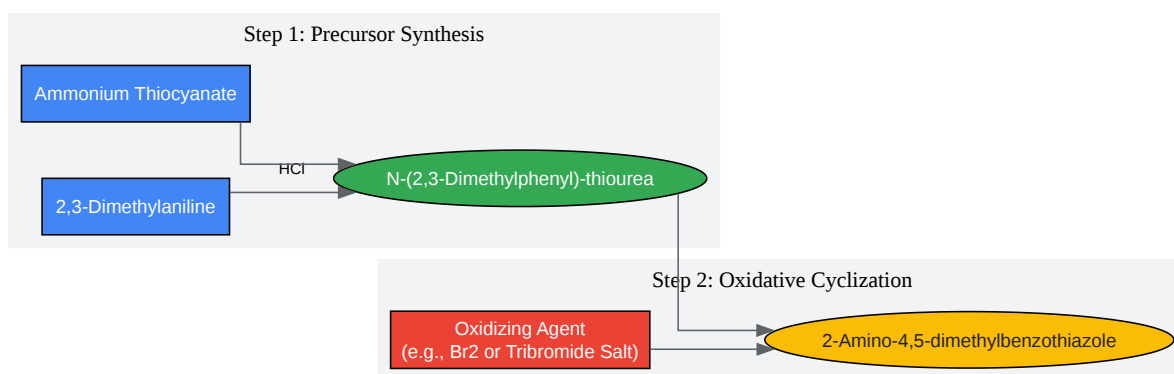 Step 1: Precursor Synthesis
Ammonium Thiocyanate
HCl
N-(2,3-Dimethylphenyl)-thiourea
2,3-Dimethylaniline
Step 2: Oxidative Cyclization
Oxidizing Agent
(e.g., Br2 or Tribromide Salt)
2-Amino-4,5-dimethylbenzothiazole